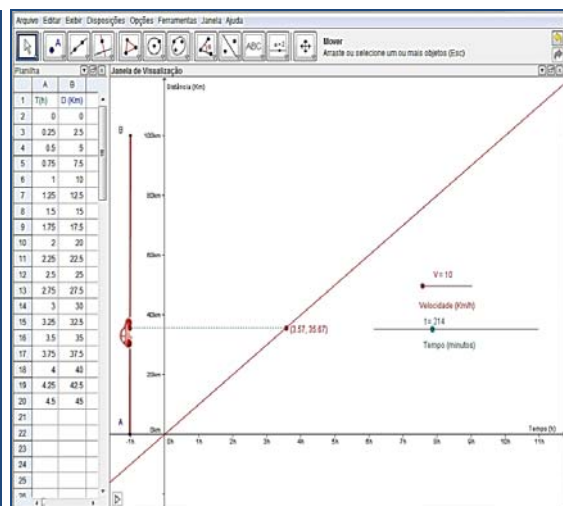 Arquivo Editar Exibir Disposições Opções Ferramentas Janela Ajuda
A
ABC
a=2
Mover
Arraste ou selecione um ou mais objetos (Esc)
Planilha
Janela de Visualização
A B
1 T(h) D (Km)
2 0 0
3 0.25 2.5
4 0.5 5
5 0.75 7.5
6 1 10
7 1.25 12.5
8 1.5 15
9 1.75 17.5
10 2 20
11 2.25 22.5
12 2.5 25
13 2.75 27.5
14 3 30
15 3.25 32.5
16 3.5 35
17 3.75 37.5
18 4 40
19 4.25 42.5
20 4.5 45
21
22
23
24
25
26
Distância (Km)
B
100km
80km
60km
40km
20km
0km
A
(3.57, 35.67)
V = 10
Velocidade (Km/h)
t = 214
Tempo (minutos)
Tempo (h)
-1h 0h 1h 2h 3h 4h 5h 6h 7h 8h 9h 10h 11h